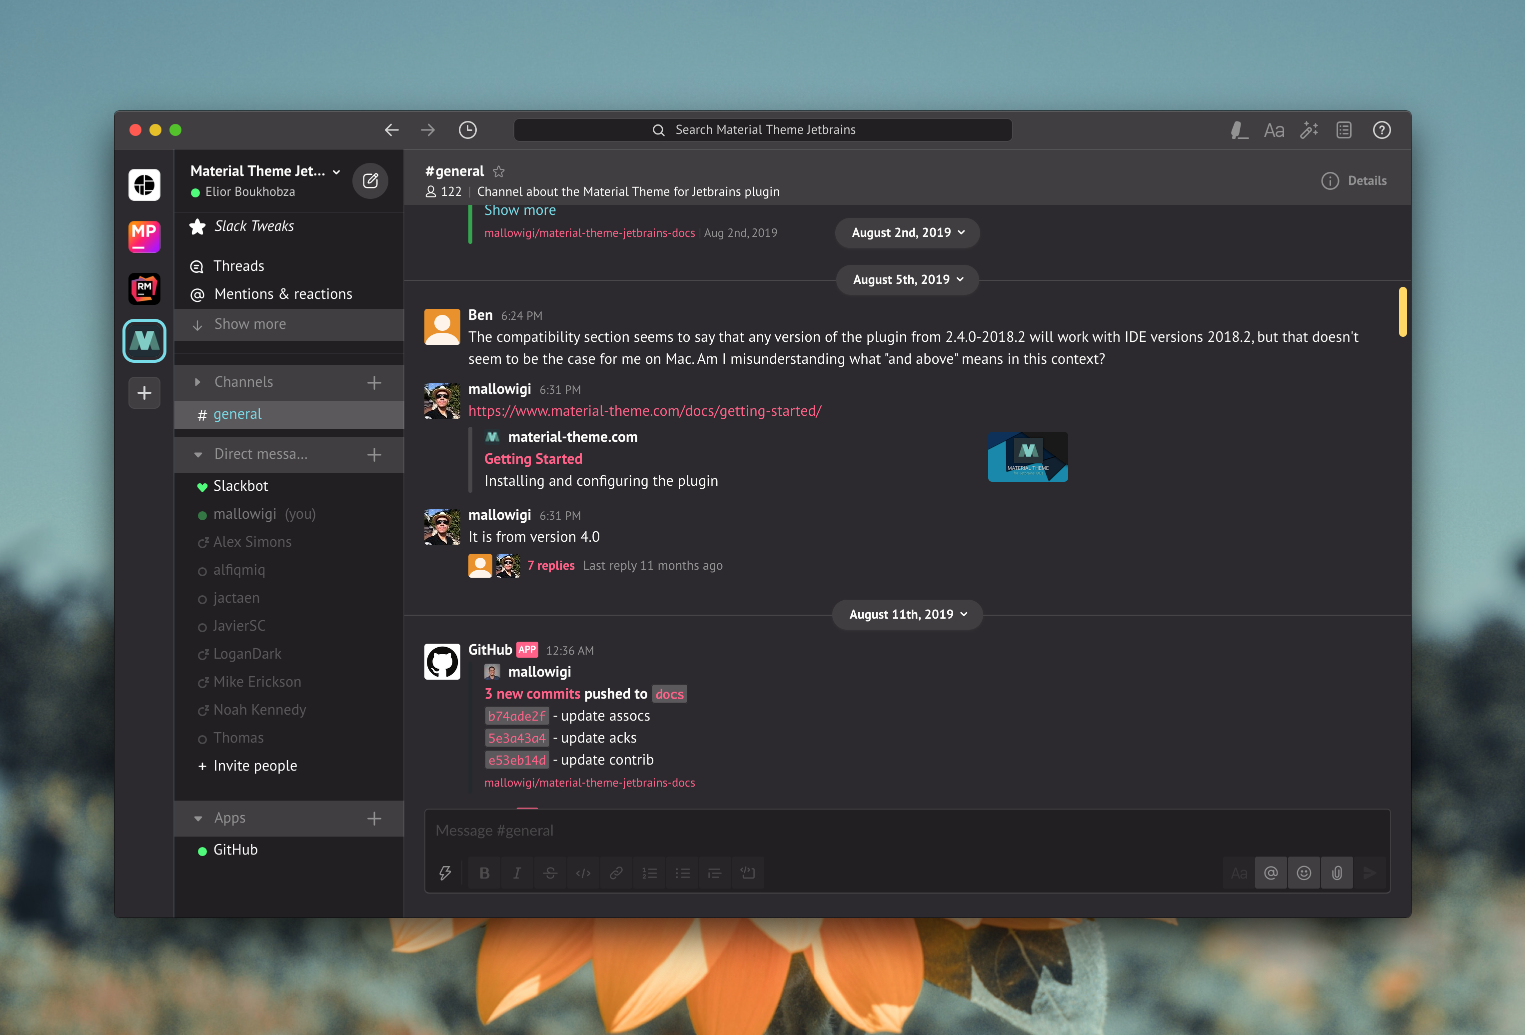 Search Material Theme Jetbrains
Aa
MP
RM
Material Theme Jet...
Elior Boukhobza
Slack Tweaks
Threads
Mentions & reactions
Show more
Channels
# general
Direct messa...
Slackbot
mallowigi (you)
Alex Simons
alfiqmiq
jactaen
JavierSC
LoganDark
Mike Erickson
Noah Kennedy
Thomas
+ Invite people
Apps
GitHub
#general
122 | Channel about the Material Theme for Jetbrains plugin
Details
Show more
mallowigi/material-theme-jetbrains-docs | Aug 2nd, 2019
August 2nd, 2019
August 5th, 2019
Ben 6:24 PM
The compatibility section seems to say that any version of the plugin from 2.4.0-2018.2 will work with IDE versions 2018.2, but that doesn't
seem to be the case for me on Mac. Am I misunderstanding what "and above" means in this context?
mallowigi 6:31 PM
https://www.material-theme.com/docs/getting-started/
material-theme.com
Getting Started
Installing and configuring the plugin
MATERIAL THEME
mallowigi 6:31 PM
It is from version 4.0
7 replies Last reply 11 months ago
August 11th, 2019
GitHub APP 12:36 AM
mallowigi
3 new commits pushed to docs
b74ade2f - update assocs
5e3a43a4 - update acks
e53eb14d - update contrib
mallowigi/material-theme-jetbrains-docs
Message #general
B I S </> Aa @